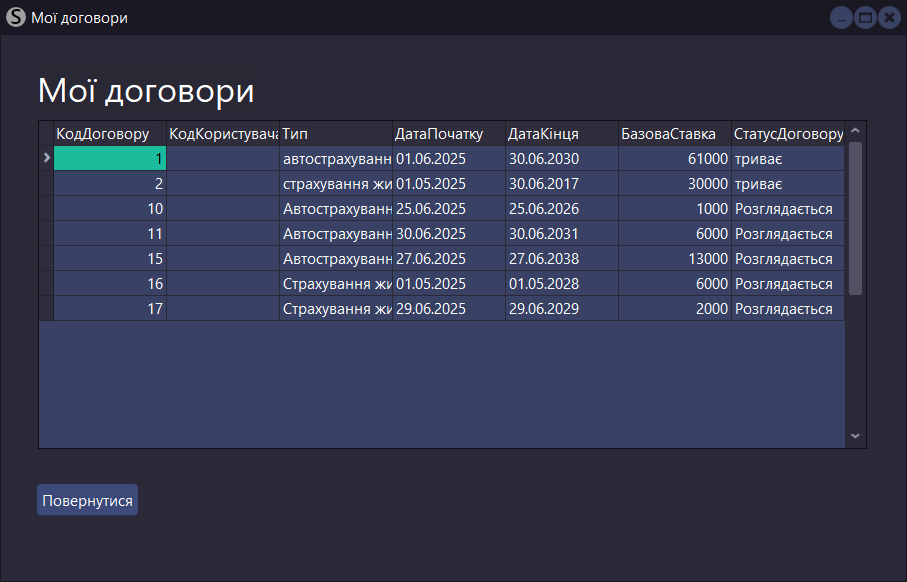 S Мої договори
Мої договори
КодДоговору КодКористувача Тип ДатаПочатку ДатаКінця БазоваСтавка СтатусДоговору
1 автострахуванн 01.06.2025 30.06.2030 61000 триває
2 страхування жи 01.05.2025 30.06.2017 30000 триває
10 Автострахуванн 25.06.2025 25.06.2026 1000 Розглядається
11 Автострахуванн 30.06.2025 30.06.2031 6000 Розглядається
15 Автострахуванн 27.06.2025 27.06.2038 13000 Розглядається
16 Страхування жи 01.05.2025 01.05.2028 6000 Розглядається
17 Страхування жи 29.06.2025 29.06.2029 2000 Розглядається
Повернутися